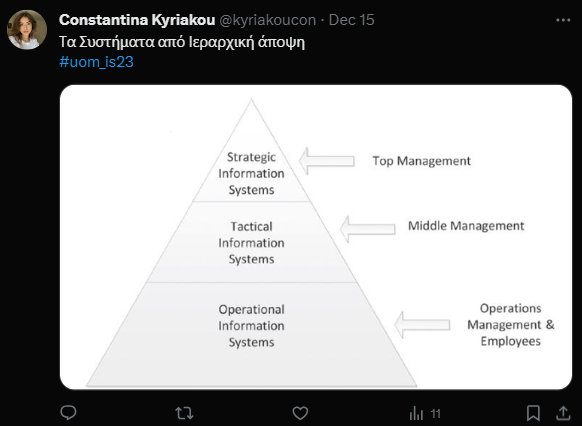 Constantina Kyriakou @kyriakoucon · Dec 15
Τα Συστήματα από Ιεραρχική άποψη
#uom_is23
Strategic
Information
Systems
Top Management
Tactical
Information
Systems
Middle Management
Operational
Information
Systems
Operations
Management &
Employees
11